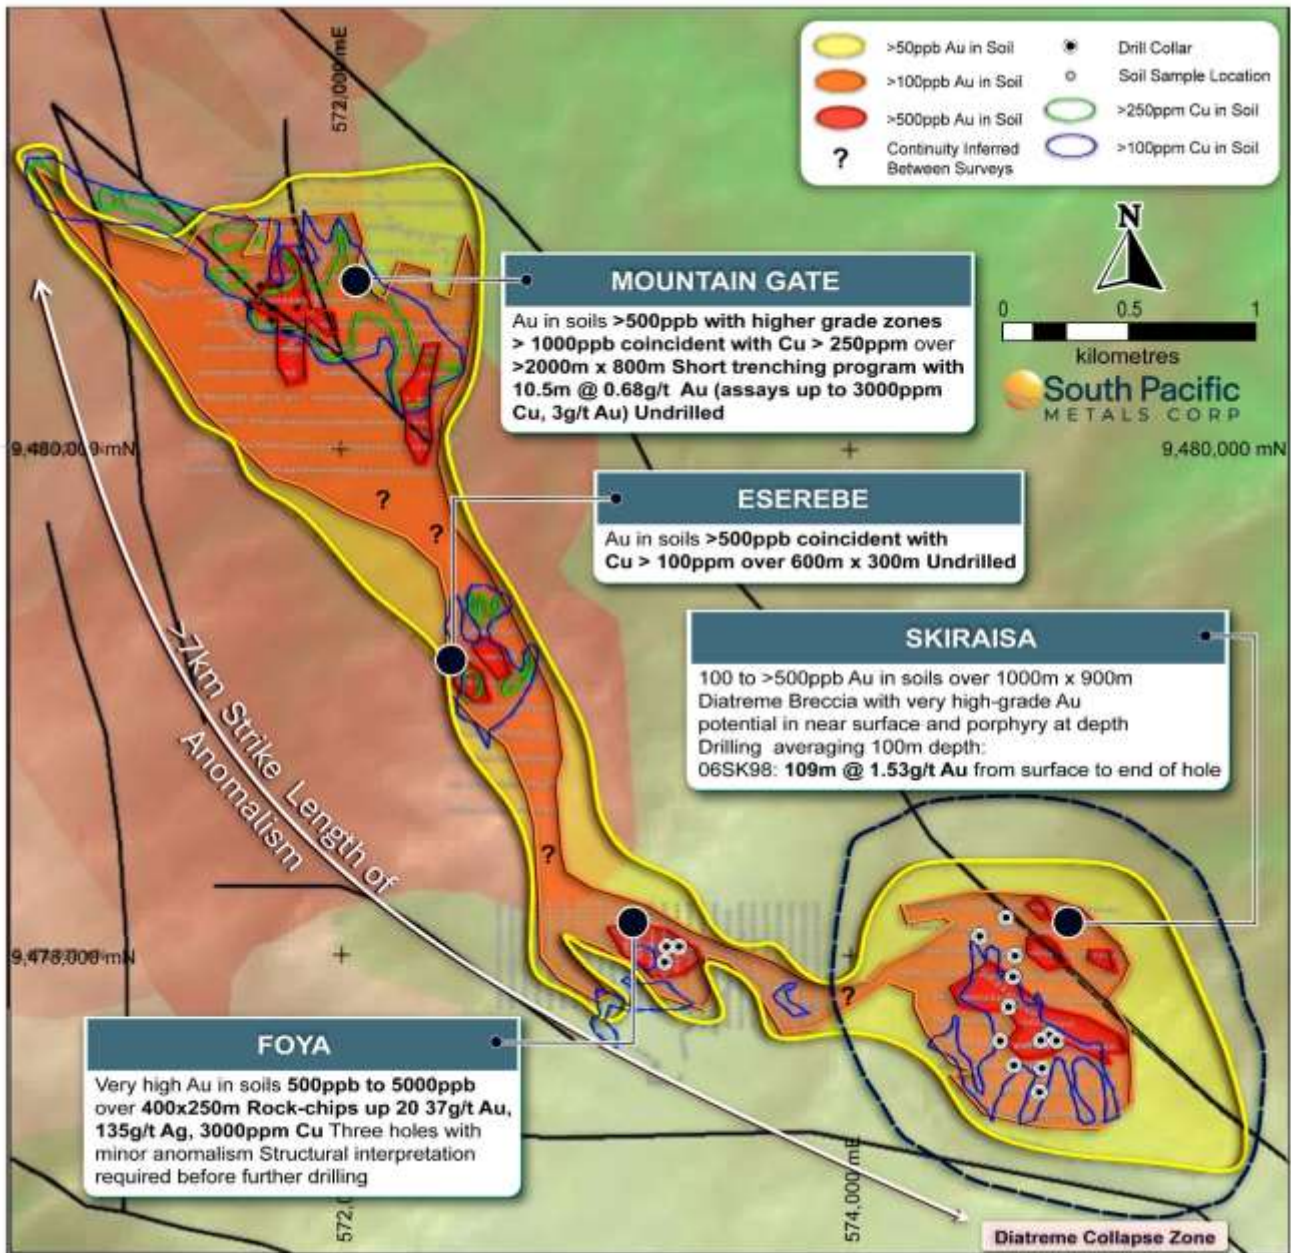 572,000mE
>50ppb Au in Soil
>100ppb Au in Soil
>500ppb Au in Soil
? Continuity Inferred
Between Surveys
Drill Collar
Soil Sample Location
>250ppm Cu in Soil
>100ppm Cu in Soil
N
0 0.5 1
kilometres
South Pacific
METALS CORP
MOUNTAIN GATE
Au in soils >500ppb with higher grade zones
> 1000ppb coincident with Cu > 250ppm over
>2000m x 800m Short trenching program with
10.5m @ 0.68g/t Au (assays up to 3000ppm
Cu, 3g/t Au) Undrilled
9,480,000 mN
?
?
ESEREBE
Au in soils >500ppb coincident with
Cu > 100ppm over 600m x 300m Undrilled
SKIRAISA
100 to >500ppb Au in soils over 1000m x 900m
Diatreme Breccia with very high-grade Au
potential in near surface and porphyry at depth
Drilling averaging 100m depth:
06SK98: 109m @ 1.53g/t Au from surface to end of hole
>7km Strike Length of
Anomalism
?
?
FOYA
Very high Au in soils 500ppb to 5000ppb
over 400x250m Rock-chips up 20 37g/t Au,
135g/t Ag, 3000ppm Cu Three holes with
minor anomalism Structural interpretation
required before further drilling
574,000mE
Diatreme Collapse Zone